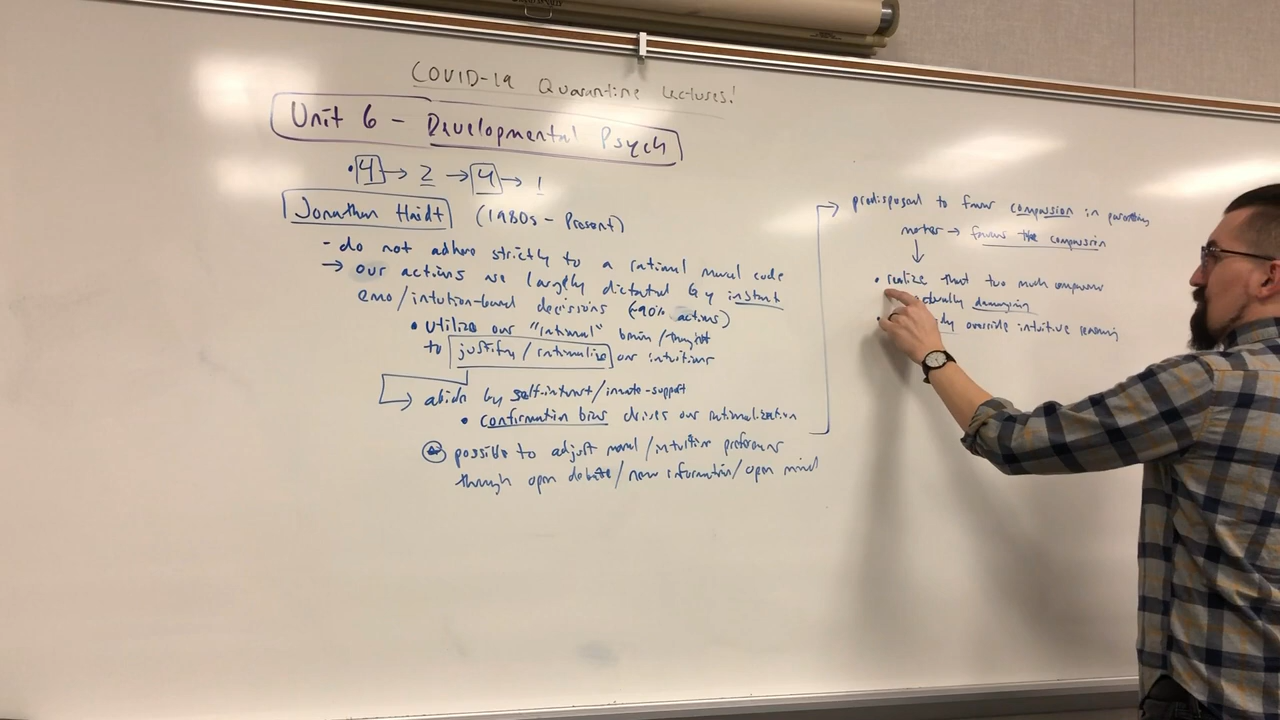 COVID-19 Quarantine Lectures!
Unit 6 - Developmental Psych
• 4 → 2 → 4 → 1
Jonathan Haidt (1980s - Present)
- do not adhere strictly to a rational moral code
→ our actions are largely dictated by instant
emo/intuition-based decisions (~90% actions)
• utilize our "rational" brain/thought
to justify/rationalize our intuitions
→ abide by self-interest/innate-support
• confirmation bias drives our rationalization
possible to adjust moral/intuitive preferences
through open debate/new information/open mind
→ predisposed to favor compassion in parenting
mother → favors the compassion
• realize that too much compassion
actually damaging
override intuitive reasoning